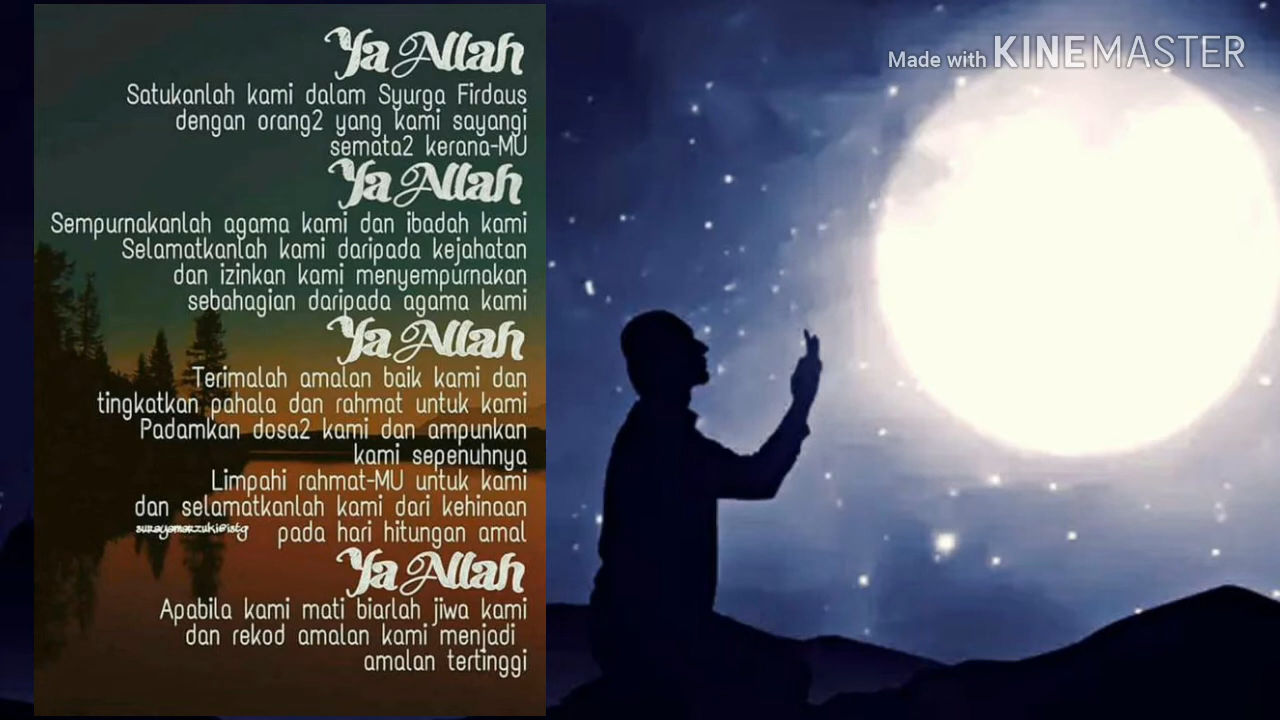 Ya Allah
Satukanlah kami dalam Syurga Firdaus
dengan orang2 yang kami sayangi
semata2 kerana-MU
Ya Allah
Sempurnakanlah agama kami dan ibadah kami
Selamatkanlah kami daripada kejahatan
dan izinkan kami menyempurnakan
sebahagian daripada agama kami
Ya Allah
Terimalah amalan baik kami dan
tingkatkan pahala dan rahmat untuk kami
Padamkan dosa2 kami dan ampunkan
kami sepenuhnya
Limpahi rahmat-MU untuk kami
dan selamatkanlah kami dari kehinaan
pada hari hitungan amal
Ya Allah
Apabila kami mati biarlah jiwa kami
dan rekod amalan kami menjadi
amalan tertinggi
Made with KINEMASTER